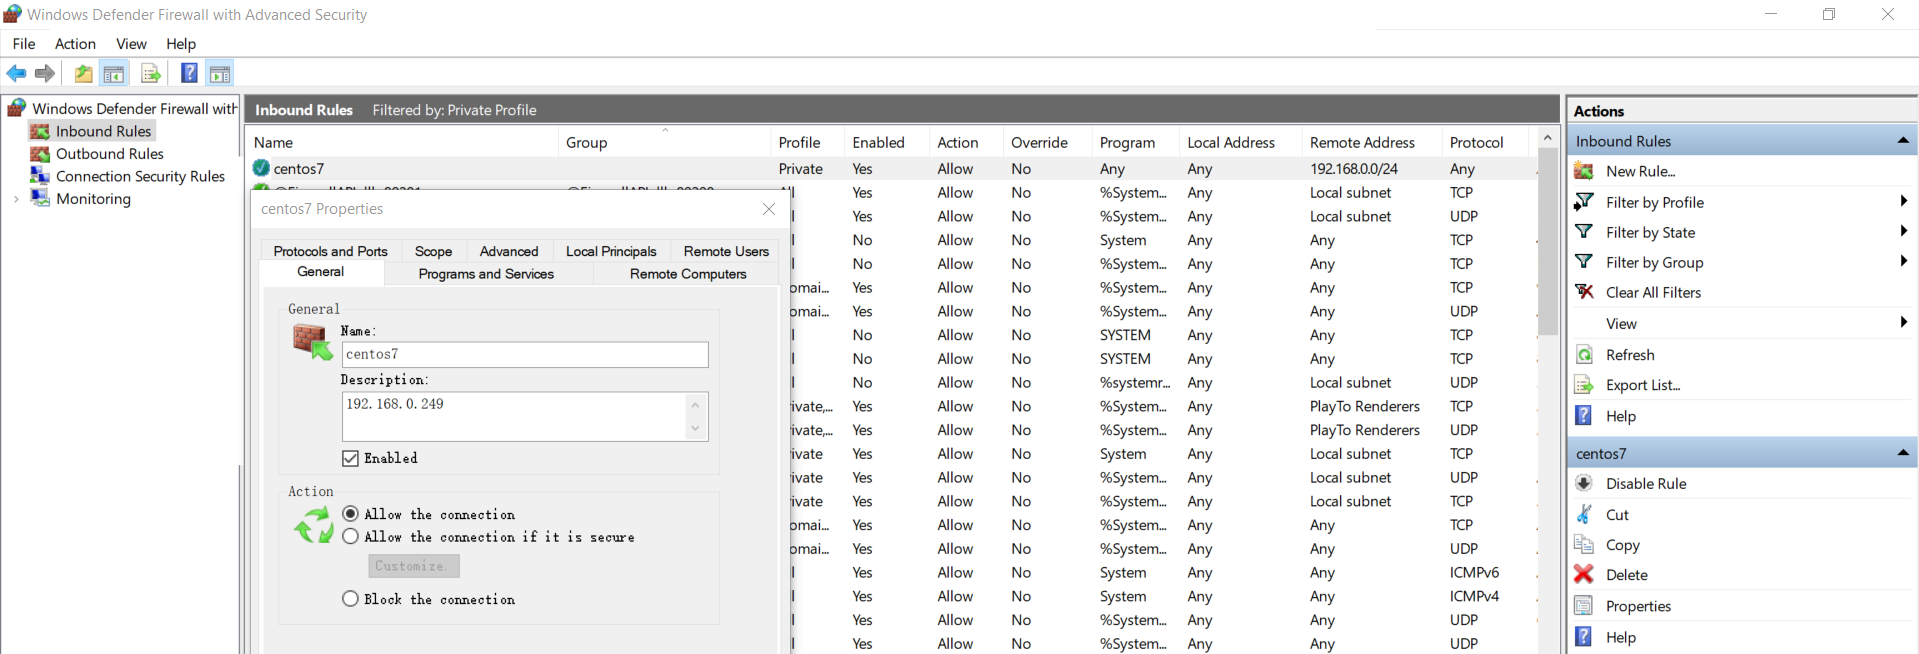 Windows Defender Firewall with Advanced Security
File Action View Help
Windows Defender Firewall with
Inbound Rules
Outbound Rules
Connection Security Rules
Monitoring
Inbound Rules Filtered by: Private Profile
Name Group Profile Enabled Action Override Program Local Address Remote Address Protocol
centos7 Private Yes Allow No Any Any 192.168.0.0/24 Any
Yes Allow No %System... Any Local subnet TCP
Yes Allow No %System... Any Local subnet UDP
No Allow No System Any Any TCP
No Allow No %System... Any Any TCP
omai... Yes Allow No %System... Any Any TCP
omai... Yes Allow No %System... Any Any UDP
No Allow No SYSTEM Any Any TCP
No Allow No SYSTEM Any Any TCP
No Allow No %systemr... Any Local subnet UDP
rivate,... Yes Allow No %System... Any PlayTo Renderers TCP
rivate,... Yes Allow No %System... Any PlayTo Renderers UDP
rivate Yes Allow No System Any Local subnet TCP
rivate Yes Allow No %System... Any Local subnet UDP
rivate Yes Allow No %System... Any Local subnet TCP
omai... Yes Allow No %System... Any Any TCP
omai... Yes Allow No %System... Any Any UDP
Yes Allow No System Any Any ICMPv6
Yes Allow No System Any Any ICMPv4
Yes Allow No %System... Any Any UDP
Yes Allow No %System... Any Any UDP
centos7 Properties
Protocols and Ports Scope Advanced Local Principals Remote Users
General Programs and Services Remote Computers
General
Name:
centos7
Description:
192.168.0.249
Enabled
Action
Allow the connection
Allow the connection if it is secure
Customize.
Block the connection
Actions
Inbound Rules
New Rule...
Filter by Profile
Filter by State
Filter by Group
Clear All Filters
View
Refresh
Export List...
Help
centos7
Disable Rule
Cut
Copy
Delete
Properties
Help